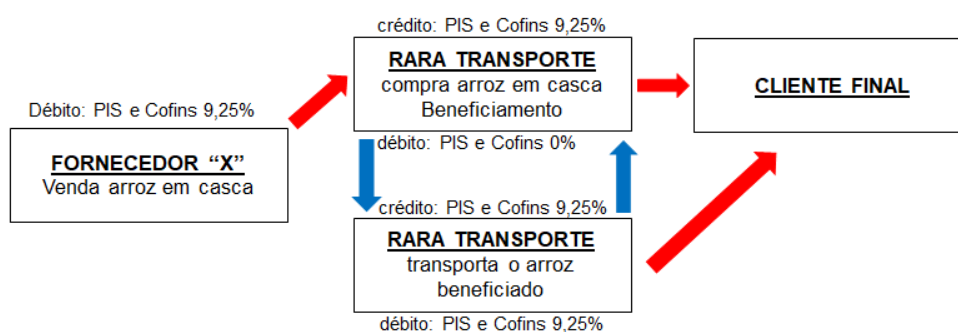 Débito: PIS e Cofins 9,25%
FORNECEDOR “X”
Venda arroz em casca
crédito: PIS e Cofins 9,25%
RARA TRANSPORTE
compra arroz em casca
Beneficiamento
débito: PIS e Cofins 0%
crédito: PIS e Cofins 9,25%
RARA TRANSPORTE
transporta o arroz
beneficiado
débito: PIS e Cofins 9,25%
CLIENTE FINAL